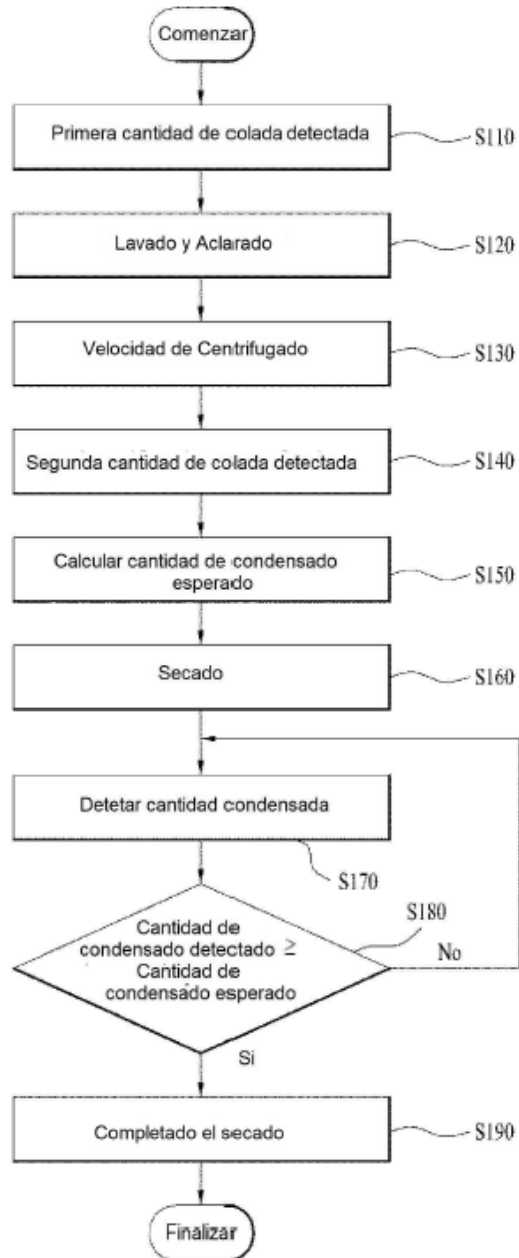 Comenzar
Primera cantidad de colada detectada
S110
Lavado y Aclarado
S120
Velocidad de Centrifugado
S130
Segunda cantidad de colada detectada
S140
Calcular cantidad de condensado
esperado
S150
Secado
S160
Detetar cantidad condensada
S170
Cantidad de
condensado detectado ≥
Cantidad de
condensado esperado
S180
No
Si
Completado el secado
S190
Finalizar